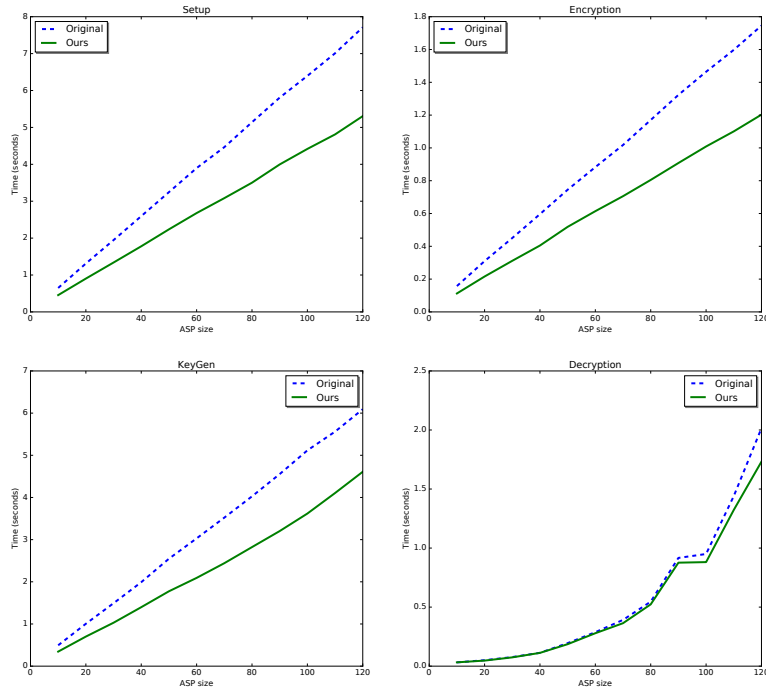 Setup
Original
Ours
8
7
6
5
4
3
2
1
0
Time (seconds)
0 20 40 60 80 100 120
ASP size
Encryption
Original
Ours
1.8
1.6
1.4
1.2
1.0
0.8
0.6
0.4
0.2
0.0
Time (seconds)
0 20 40 60 80 100 120
ASP size
KeyGen
Original
Ours
7
6
5
4
3
2
1
0
Time (seconds)
0 20 40 60 80 100 120
ASP size
Decryption
Original
Ours
2.5
2.0
1.5
1.0
0.5
0.0
Time (seconds)
0 20 40 60 80 100 120
ASP size